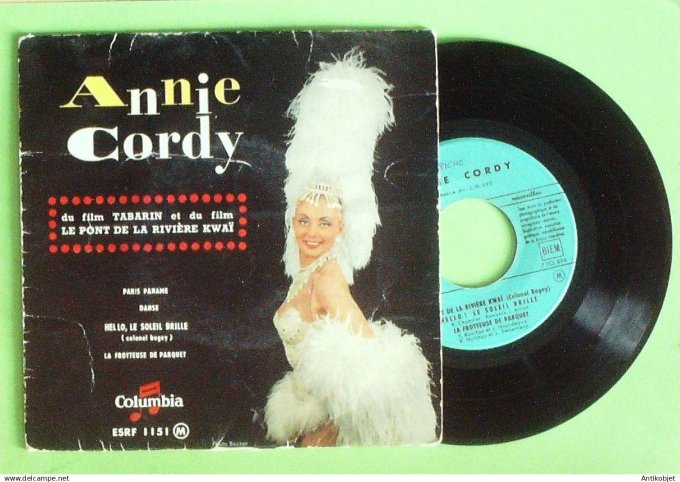 Annie
Cordy
du film TABARIN et du film
LE PONT DE LA RIVIÈRE KWAÏ
PARIS PANAME
DANSE
HELLO, LE SOLEIL BRILLE
(colonel bogey)
LA FROTTEUSE DE PARQUET
Columbia
ESRF 1151 M
CORDY
BIEM
M
DE LA RIVIÈRE KWAÏ (Colonel Bogey)
HELLO! LE SOLEIL BRILLE
LA FROTTEUSE DE PARQUET
www.delcampe.net
Antikobjet